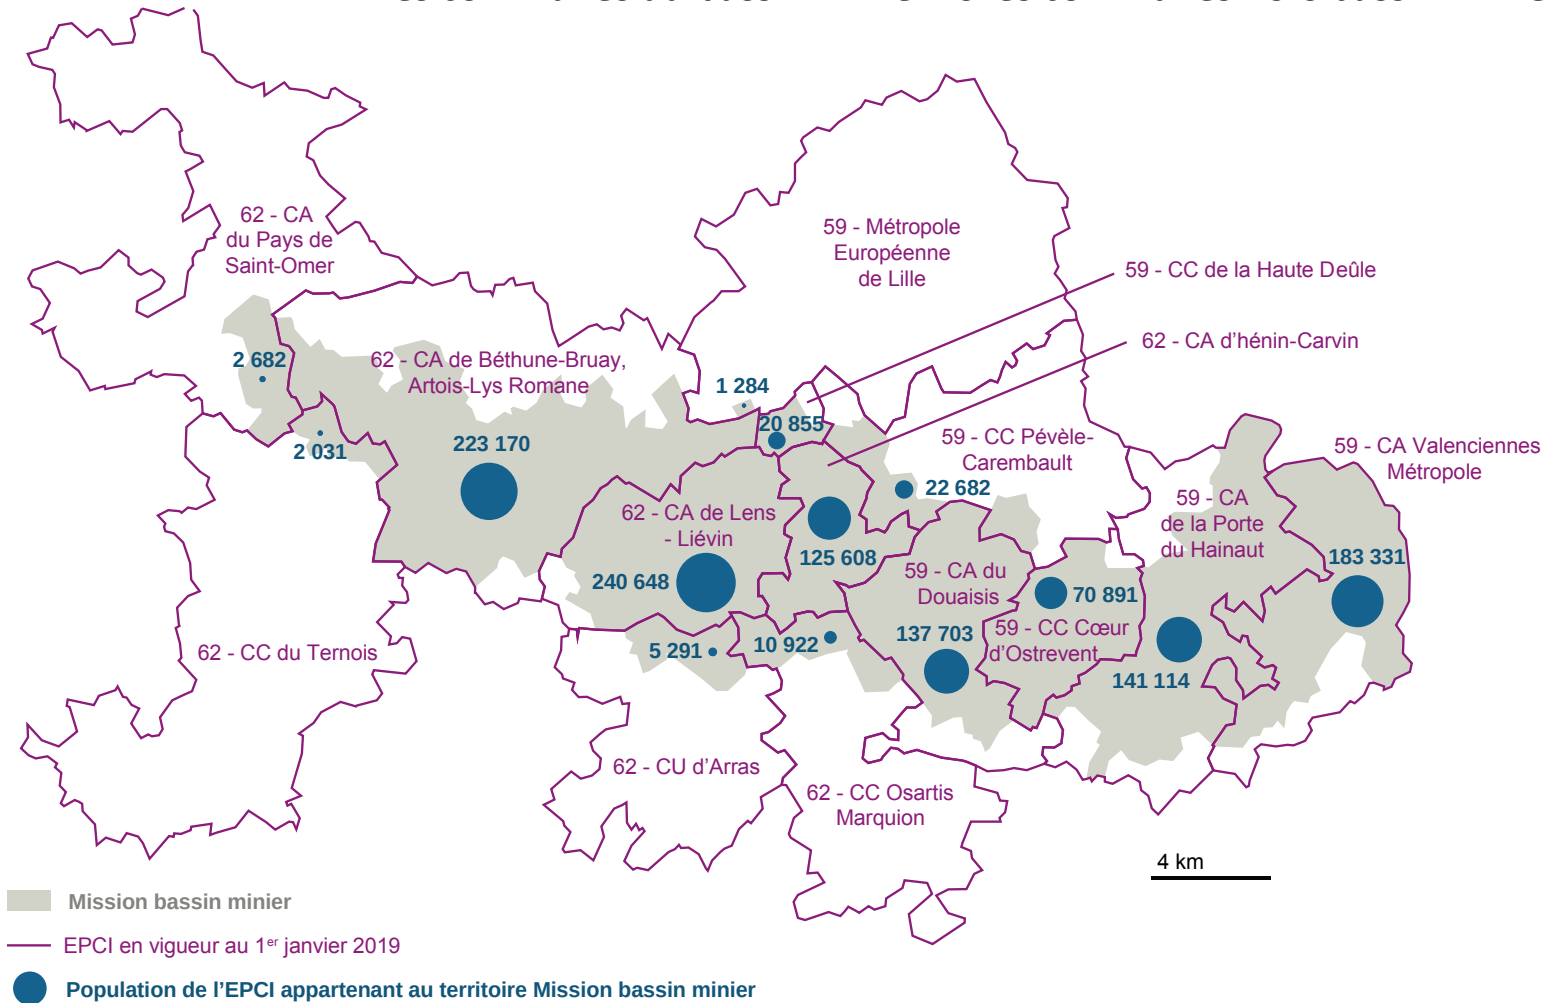 62 - CA
du Pays de
Saint-Omer
59 - Métropole
Européenne
de Lille
59 - CC de la Haute Deûle
62 - CA d'hénin-Carvin
2 682
62 - CA de Béthune-Bruay,
Artois-Lys Romane
1 284
20 855
2 031
223 170
59 - CC Pévèle-
Carembault
59 - CA Valenciennes
Métropole
22 682
62 - CA de Lens
- Liévin
59 - CA
de la Porte
du Hainaut
125 608
183 331
240 648
59 - CA du
Douaisis
70 891
137 703
59 - CC Cœur
d'Ostrevent
5 291
10 922
62 - CC du Ternois
141 114
62 - CU d'Arras
62 - CC Osartis
Marquion
4 km
Mission bassin minier
EPCI en vigueur au 1er janvier 2019
Population de l'EPCI appartenant au territoire Mission bassin minier